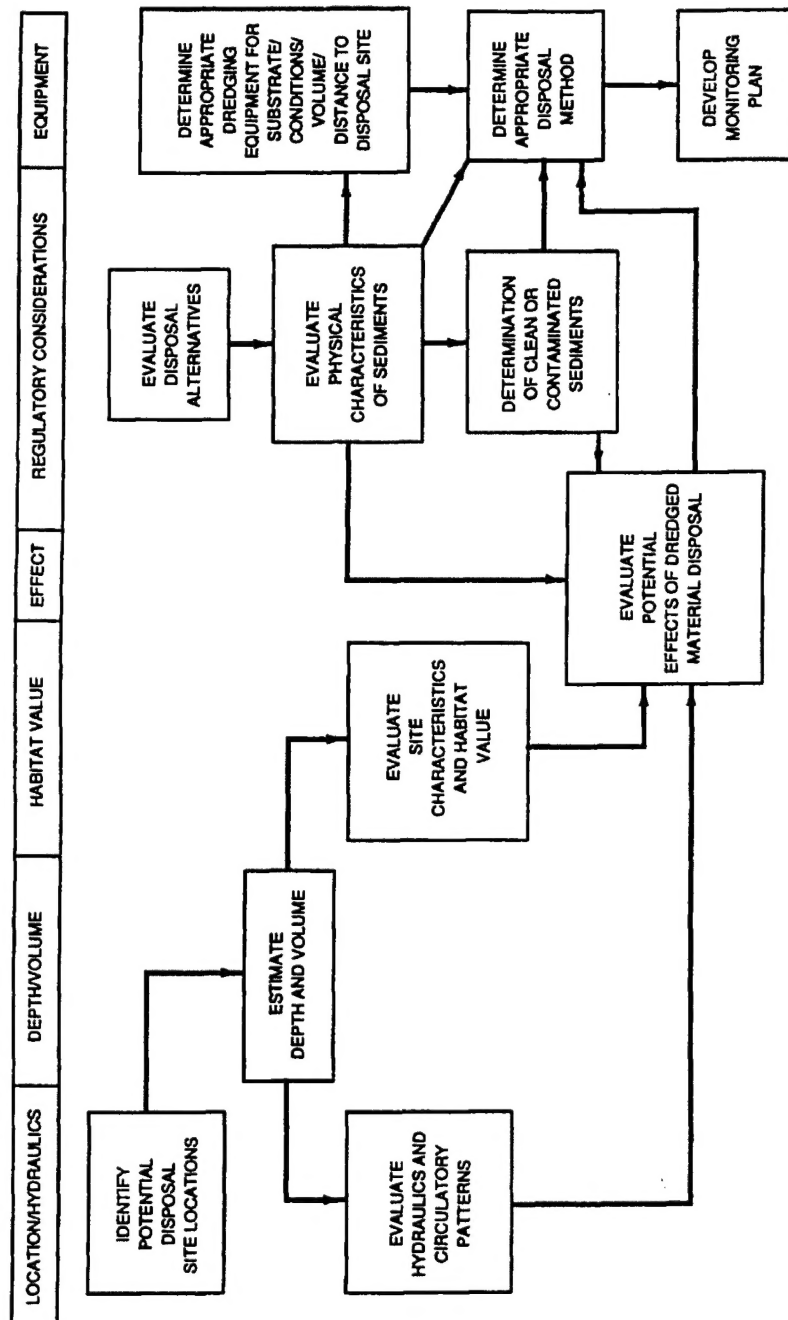 LOCATION/HYDRAULICS
DEPTH/VOLUME
HABITAT VALUE
EFFECT
REGULATORY CONSIDERATIONS
EQUIPMENT
IDENTIFY
POTENTIAL
DISPOSAL
SITE LOCATIONS
ESTIMATE
DEPTH AND VOLUME
EVALUATE
HYDRAULICS AND
CIRCULATORY
PATTERNS
EVALUATE
SITE
CHARACTERISTICS
AND HABITAT
VALUE
EVALUATE
POTENTIAL
EFFECTS OF DREDGED
MATERIAL DISPOSAL
EVALUATE
DISPOSAL
ALTERNATIVES
EVALUATE
PHYSICAL
CHARACTERISTICS
OF SEDIMENTS
DETERMINATION
OF CLEAN OR
CONTAMINATED
SEDIMENTS
DETERMINE
APPROPRIATE
DREDGING
EQUIPMENT FOR
SUBSTRATE/
CONDITIONS/
VOLUME/
DISTANCE TO
DISPOSAL SITE
DETERMINE
APPROPRIATE
DISPOSAL
METHOD
DEVELOP
MONITORING
PLAN